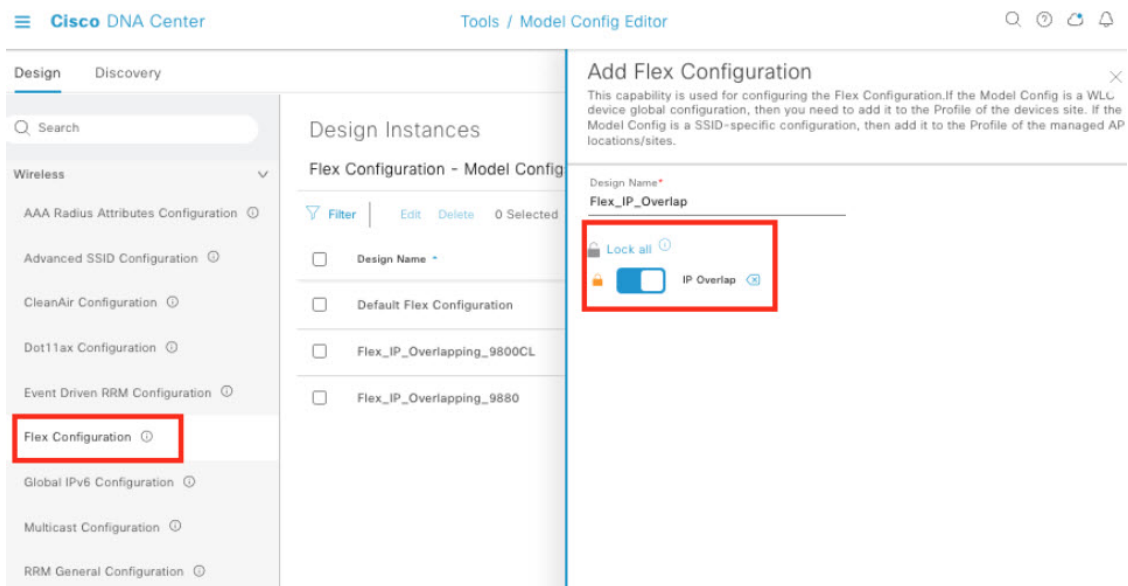 Cisco DNA Center
Tools / Model Config Editor
Design
Discovery
Search
Wireless
AAA Radius Attributes Configuration
Advanced SSID Configuration
CleanAir Configuration
Dot11ax Configuration
Event Driven RRM Configuration
Flex Configuration
Global IPv6 Configuration
Multicast Configuration
RRM General Configuration
Design Instances
Flex Configuration - Model Config
Filter
Edit
Delete
0 Selected
Design Name
Default Flex Configuration
Flex_IP_Overlapping_9800CL
Flex_IP_Overlapping_9880
Add Flex Configuration
This capability is used for configuring the Flex Configuration.If the Model Config is a WLC
device global configuration, then you need to add it to the Profile of the devices site. If the
Model Config is a SSID-specific configuration, then add it to the Profile of the managed AP
locations/sites.
Design Name*
Flex_IP_Overlap
Lock all
IP Overlap